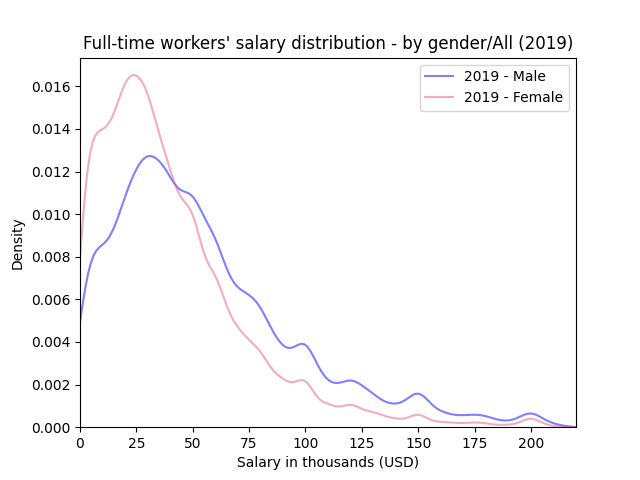 Full-time workers' salary distribution - by gender/All (2019)
2019 - Male
2019 - Female
Density
0.016
0.014
0.012
0.010
0.008
0.006
0.004
0.002
0.000
0 25 50 75 100 125 150 175 200
Salary in thousands (USD)